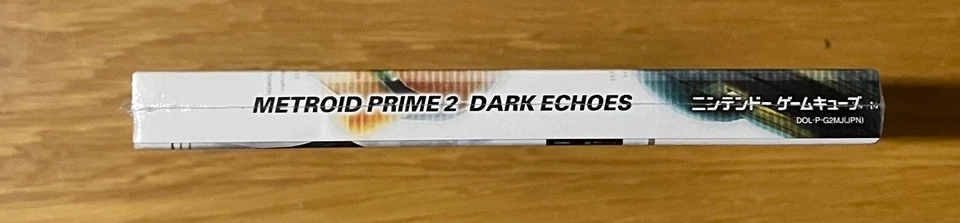 METROID PRIME 2 DARK ECHOES
ニンテンドー ゲームキューブ
DOL-P-G2MJ(JPN)